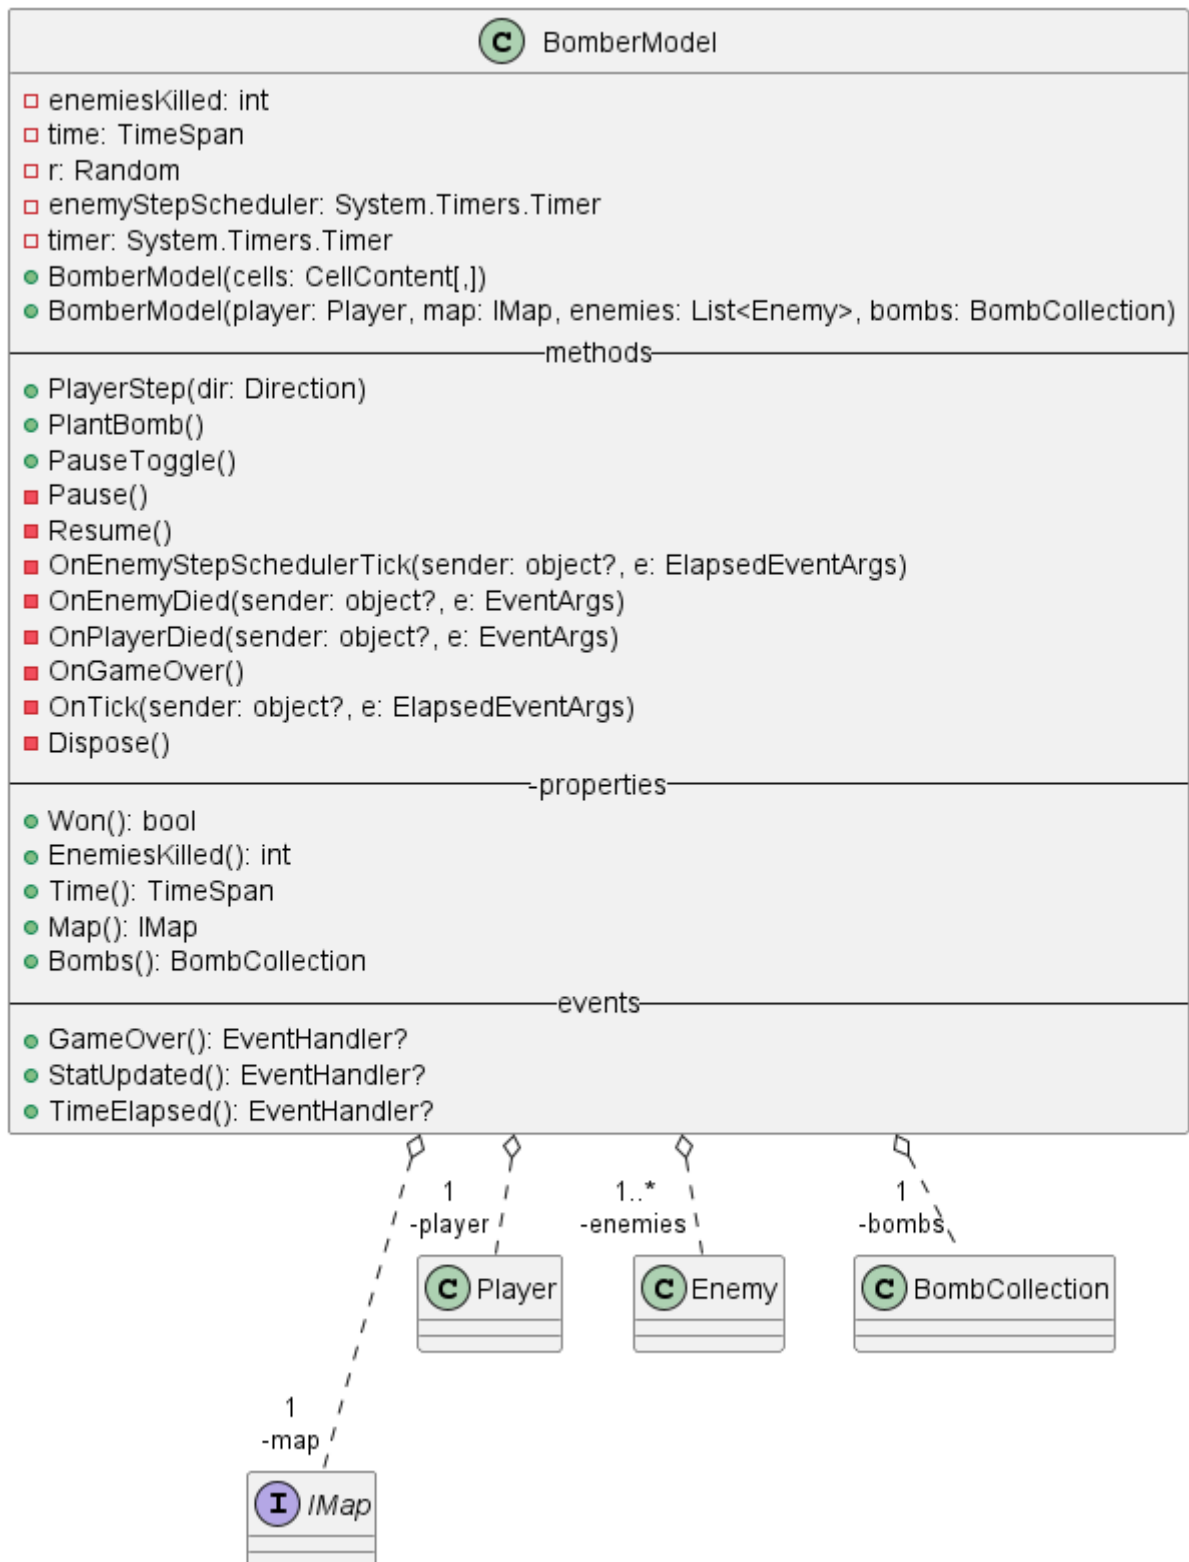 C BomberModel
enemiesKilled: int
time: TimeSpan
r: Random
enemyStepScheduler: System.Timers.Timer
timer: System.Timers.Timer
BomberModel(cells: CellContent[,])
BomberModel(player: Player, map: IMap, enemies: List<Enemy>, bombs: BombCollection)
methods
PlayerStep(dir: Direction)
PlantBomb()
PauseToggle()
Pause()
Resume()
OnEnemyStepSchedulerTick(sender: object?, e: ElapsedEventArgs)
OnEnemyDied(sender: object?, e: EventArgs)
OnPlayerDied(sender: object?, e: EventArgs)
OnGameOver()
OnTick(sender: object?, e: ElapsedEventArgs)
Dispose()
-properties
Won(): bool
EnemiesKilled(): int
Time(): TimeSpan
Map(): IMap
Bombs(): BombCollection
events
GameOver(): EventHandler?
StatUpdated(): EventHandler?
TimeElapsed(): EventHandler?
1
-player
1..*
-enemies
1
-bombs
C Player
C Enemy
C BombCollection
1
-map
I IMap